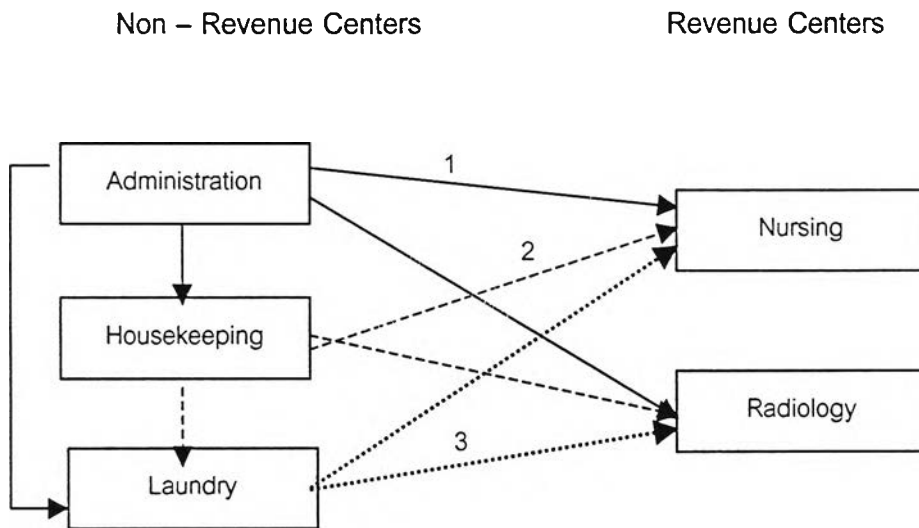 Non – Revenue Centers
Revenue Centers
Administration
1
Nursing
2
Housekeeping
Radiology
3
Laundry